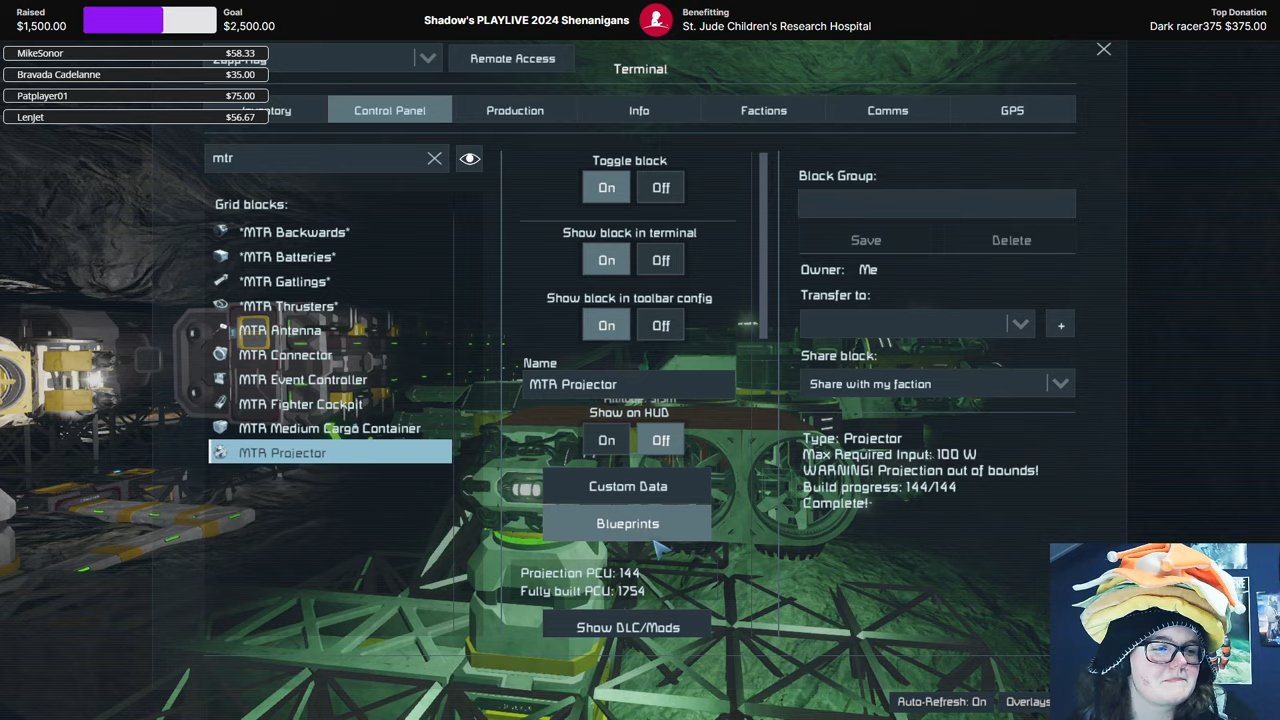 Raised
$1,500.00
Goal
$2,500.00
Shadow's PLAYLIVE 2024 Shenanigans
Benefitting
St. Jude Children's Research Hospital
Top Donation
Dark racer375 $375.00
MikeSonor $58.33
Bravada Cadelanne $35.00
Patplayer01 $75.00
LenJet $56.67
Remote Access
Terminal
Control Panel
Production
Info
Factions
Comms
GPS
mtr
Grid blocks:
*MTR Backwards*
*MTR Batteries*
*MTR Gatlings*
*MTR Thrusters*
MTR Antenna
MTR Connector
MTR Event Controller
MTR Fighter Cockpit
MTR Medium Cargo Container
MTR Projector
Toggle block
On Off
Show block in terminal
On Off
Show block in toolbar config
On Off
Name
MTR Projector
Show on HUD
On Off
Custom Data
Blueprints
Projection PCU: 144
Fully built PCU: 1754
Show DLC/Mods
Block Group:
Save Delete
Owner: Me
Transfer to:
+
Share block:
Share with my faction
Type: Projector
Max Required Input: 100 W
WARNING! Projection out of bounds!
Build progress: 144/144
Complete!
Auto-Refresh: On
Overlays